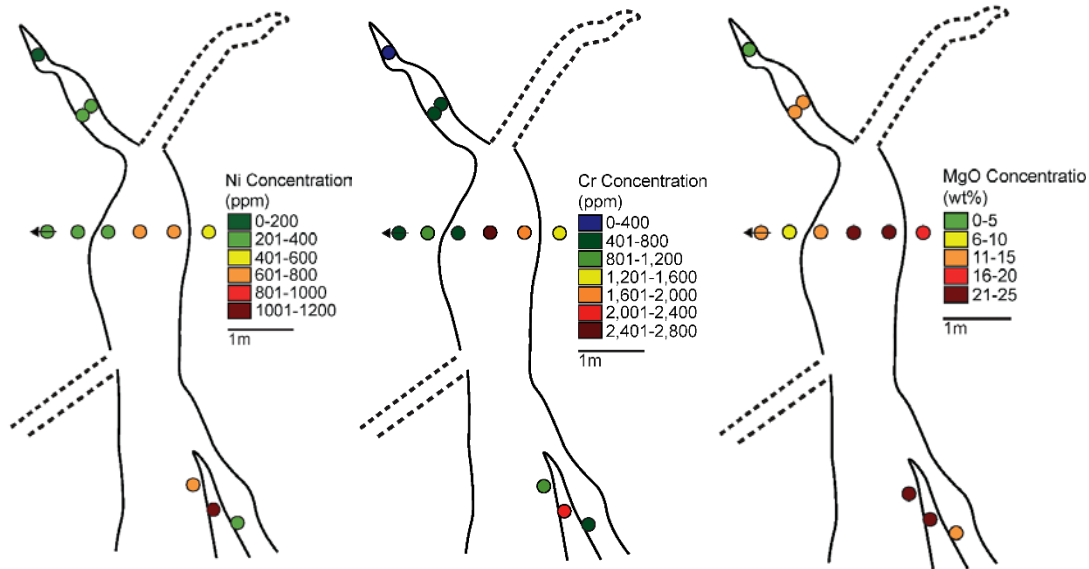 Ni Concentration
(ppm)
0-200
201-400
401-600
601-800
801-1000
1001-1200
1m
Cr Concentration
(ppm)
0-400
401-800
801-1,200
1,201-1,600
1,601-2,000
2,001-2,400
2,401-2,800
1m
MgO Concentratio
(wt%)
0-5
6-10
11-15
16-20
21-25
1m